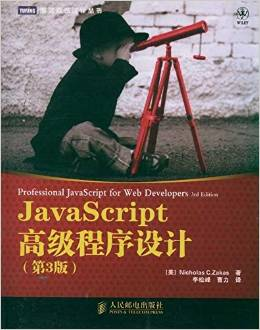 TURING
图灵程序设计丛书
WILEY
Professional JavaScript for Web Developers 3rd Edition
JavaScript
高级程序设计
（第3版）
[美] Nicholas C.Zakas 著
李松峰 曹力 译
人民邮电出版社
POSTS & TELECOM PRESS